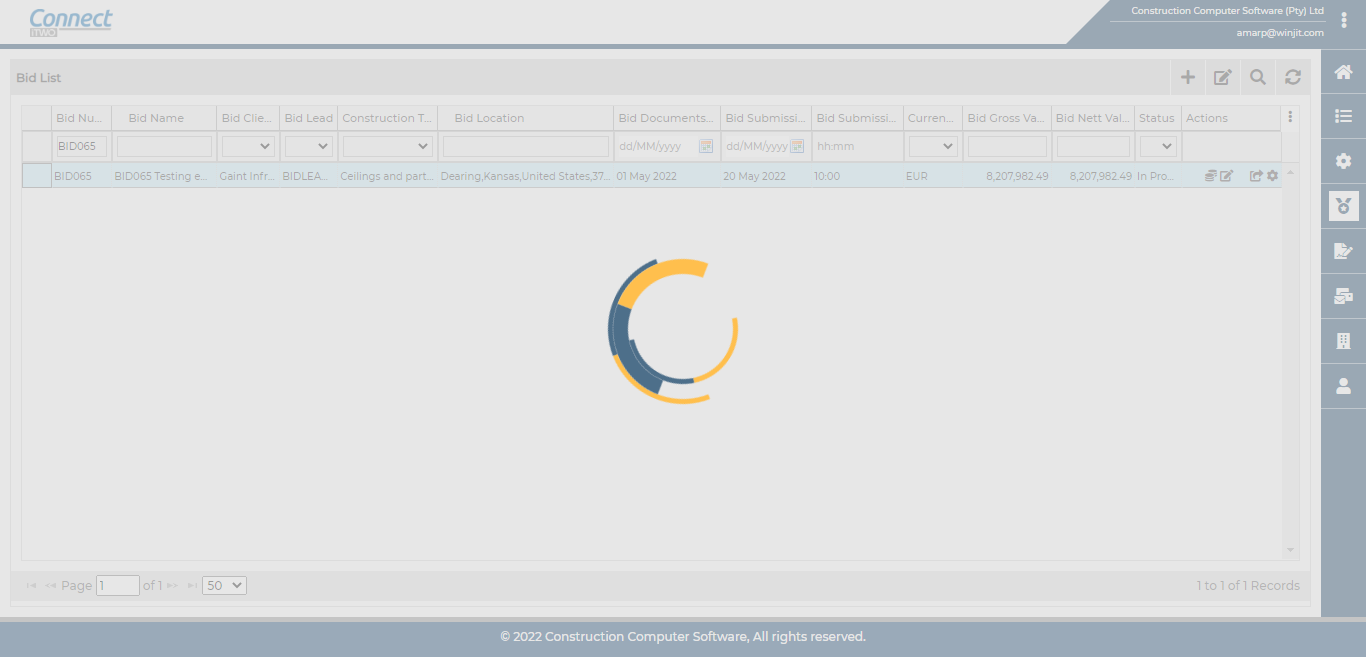 Connect
iTWO
Construction Computer Software (Pty) Ltd
amarp@winjit.com
Bid List
Bid Nu... Bid Name Bid Clie... Bid Lead Construction T... Bid Location Bid Documents... Bid Submissi... Bid Submissi... Curren... Bid Gross Va... Bid Nett Val... Status Actions
BID065 dd/MM/yyyy dd/MM/yyyy hh:mm
BID065 BID065 Testing e... Gaint Infr... BIDLEA... Ceilings and part... Dearing,Kansas,United States,37... 01 May 2022 20 May 2022 10:00 EUR 8,207,982.49 8,207,982.49 In Pro...
Page 1 of 1 50 1 to 1 of 1 Records
© 2022 Construction Computer Software, All rights reserved.